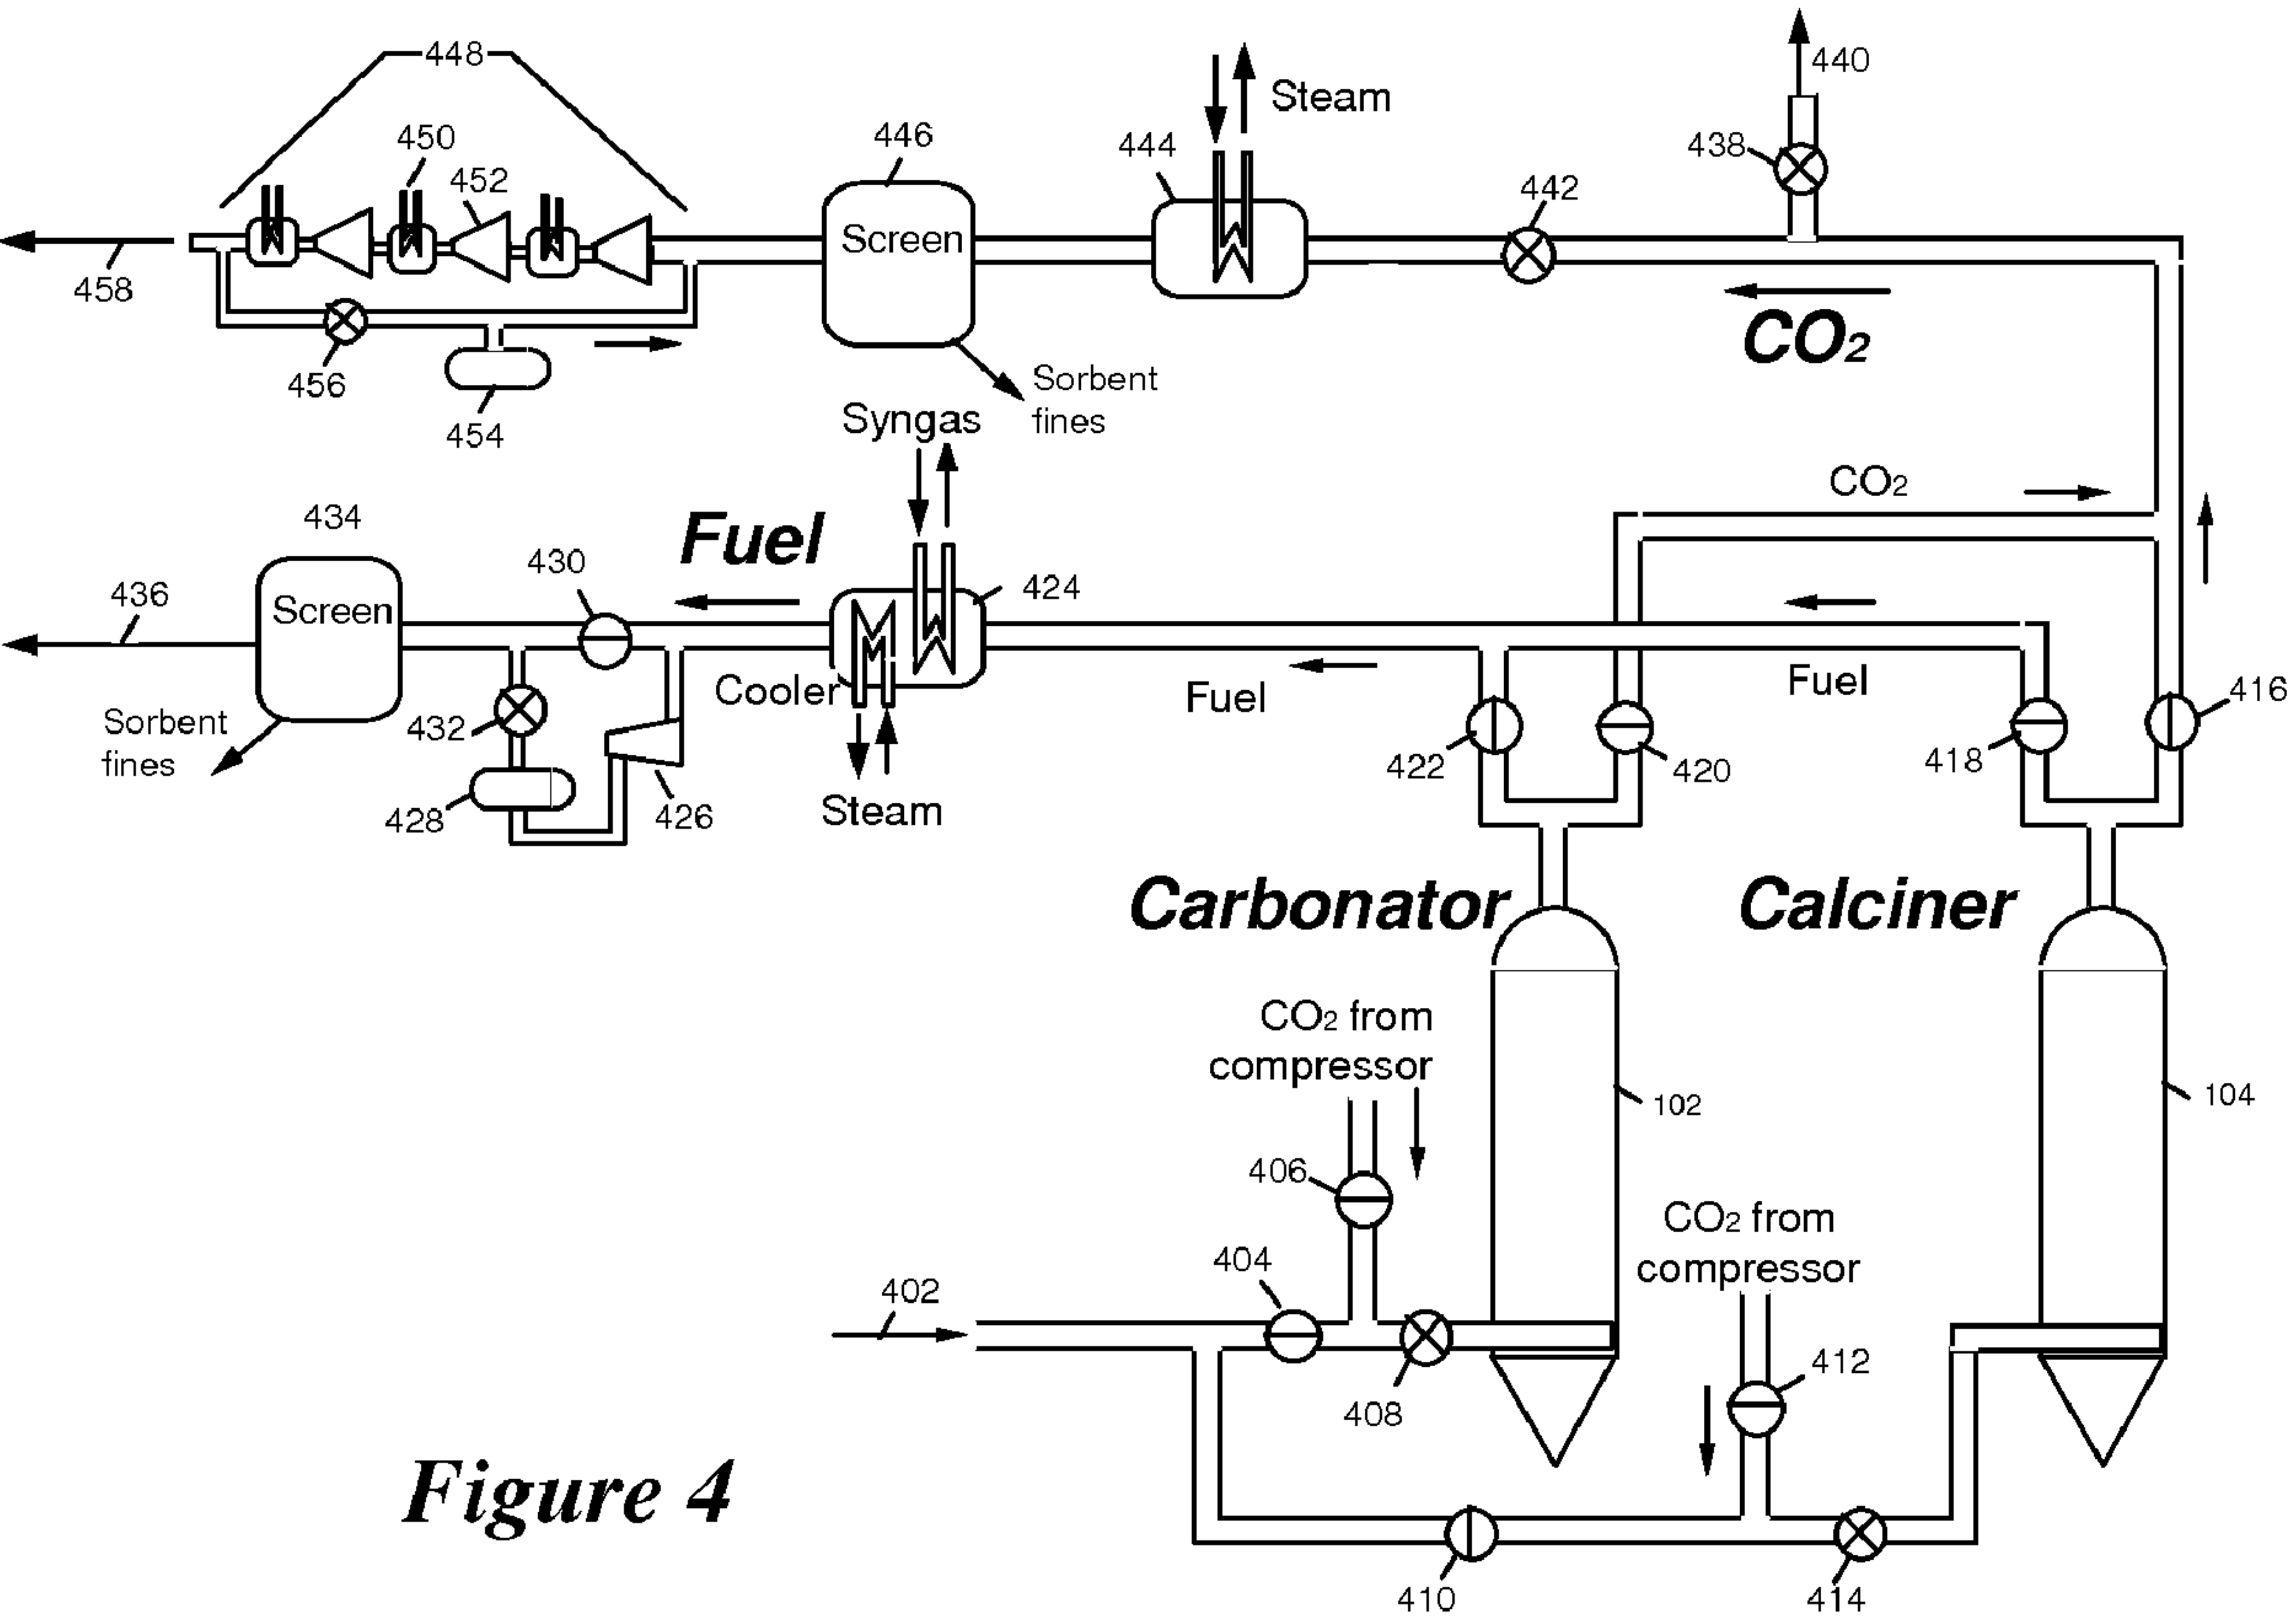 448
440
450
446
Steam
438
444
452
442
Screen
458
CO2
456
Sorbent
fines
454
Syngas
CO2
434
Fuel
430
436
424
Screen
Cooler
Fuel
Fuel
416
Sorbent
fines
432
422
420
418
428
426
Steam
Carbonator
Calciner
CO2 from
compressor
102
104
406
CO2 from
compressor
404
402
412
408
Figure 4
410
414